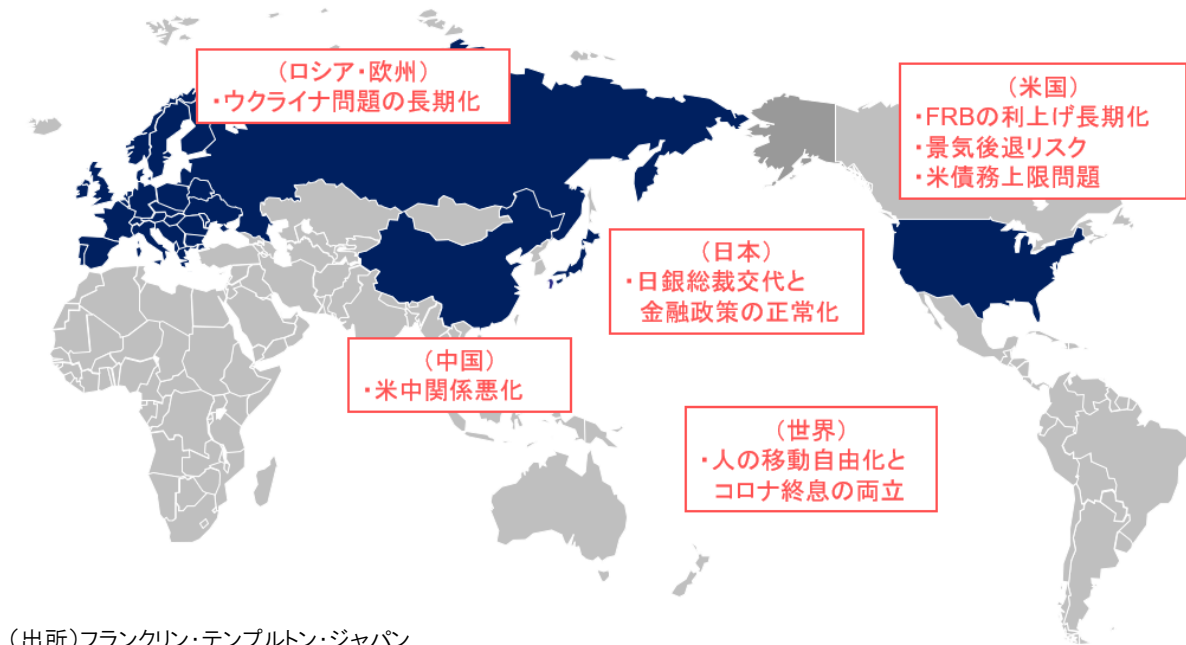 （ロシア・欧州）
・ウクライナ問題の長期化
（米国）
・FRBの利上げ長期化
・景気後退リスク
・米債務上限問題
（日本）
・日銀総裁交代と
金融政策の正常化
（中国）
・米中関係悪化
（世界）
・人の移動自由化と
コロナ終息の両立
（出所）フランクリン・テンプルトン・ジャパン